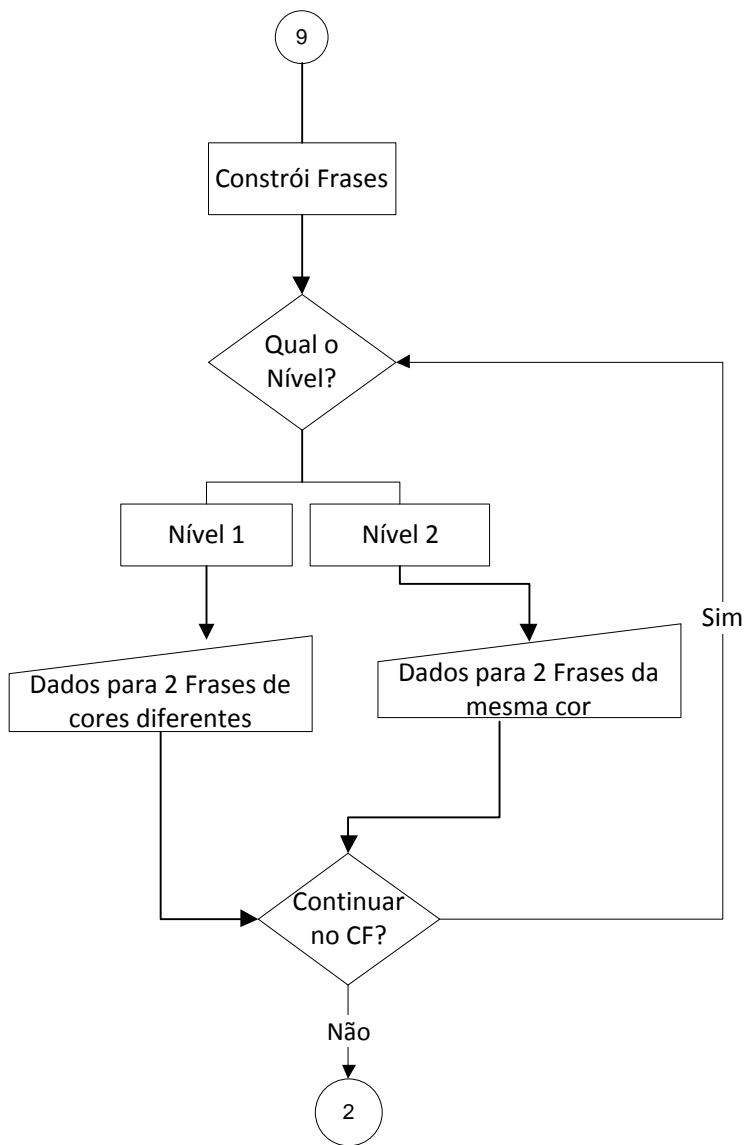 9
Constrói Frases
Qual o
Nível?
Nível 1
Nível 2
Sim
Dados para 2 Frases de
cores diferentes
Dados para 2 Frases da
mesma cor
Continuar
no CF?
Não
2